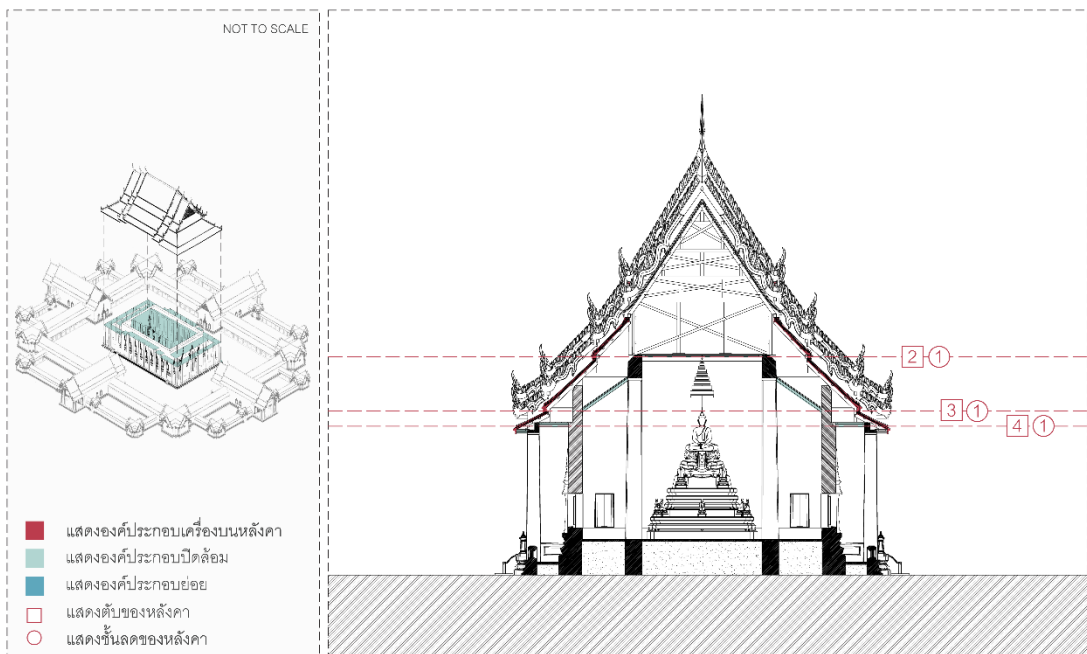 NOT TO SCALE
2 1
3 1
4 1
แสดงองค์ประกอบเครื่องบนหลังคา
แสดงองค์ประกอบปิดล้อม
แสดงองค์ประกอบย่อย
แสดงตับของหลังคา
แสดงชั้นลดของหลังคา